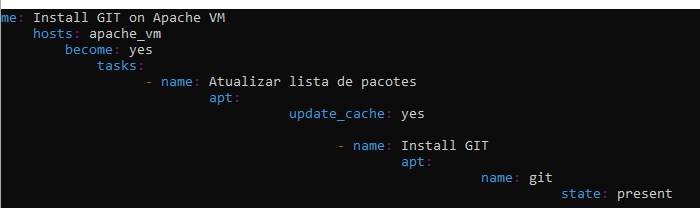 me: Install GIT on Apache VM
hosts: apache_vm
become: yes
tasks:
- name: Atualizar lista de pacotes
apt:
update_cache: yes
- name: Install GIT
apt:
name: git
state: present